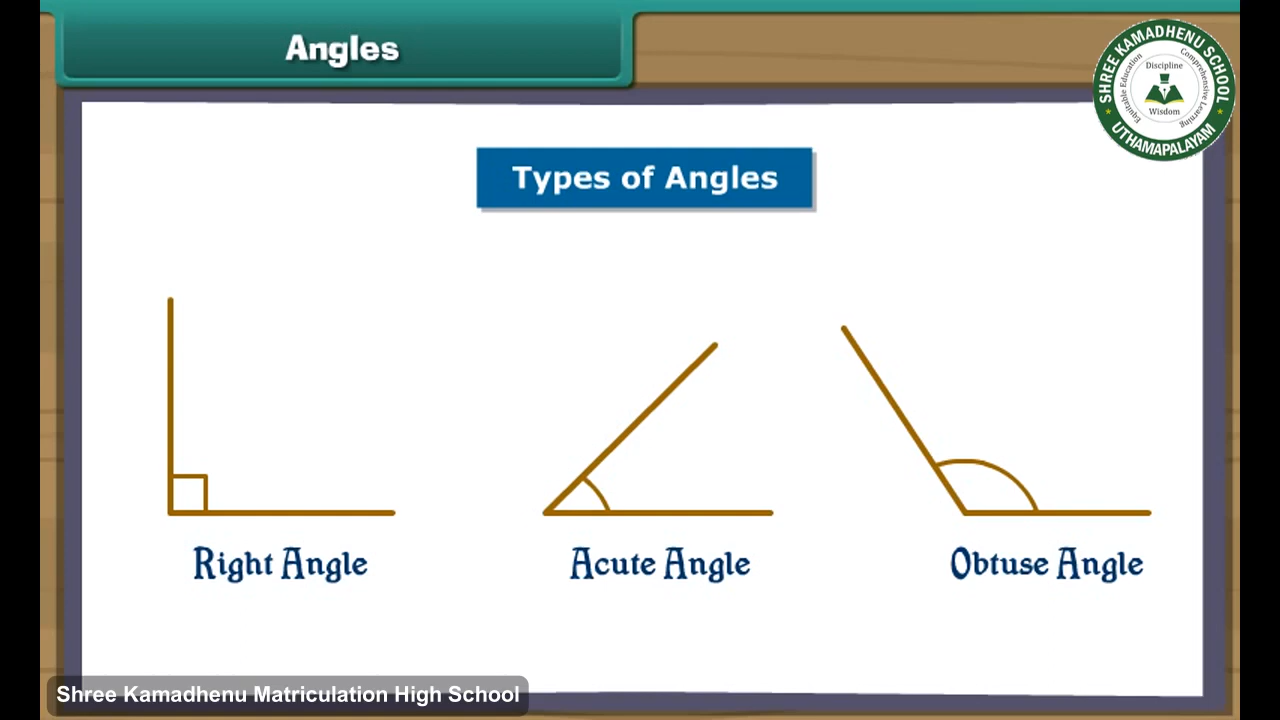 Angles
SHREE KAMADHENU SCHOOL
Equitable Education
Discipline
Comprehensive Learning
Wisdom
UTHAMAPALAYAM
Types of Angles
Right Angle
Acute Angle
Obtuse Angle
Shree Kamadhenu Matriculation High School